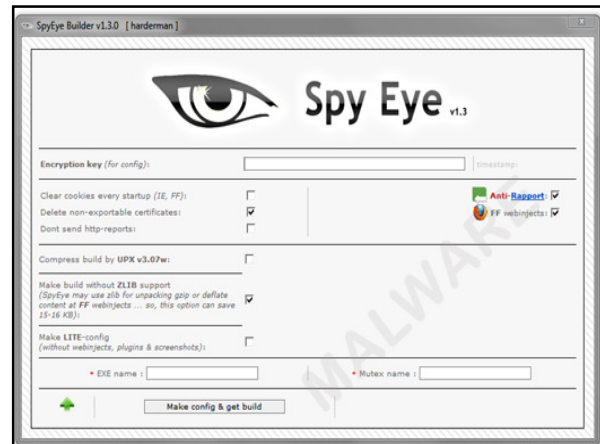 SpyEye Builder v1.3.0 [ harderman ]
Spy Eye v1.3
Encryption key (for config):
timestamp:
Clear cookies every startup (IE, FF):
Anti-Rapport:
Delete non-exportable certificates:
FF webinjects:
Dont send http-reports:
Compress build by UPX v3.07w:
Make build without ZLIB support
(SpyEye may use zlib for unpacking gzip or deflate
content at FF webinjects ... so, this option can save
15-16 KB):
Make LITE-config
(without webinjects, plugins & screenshots):
• EXE name :
• Mutex name :
Make config & get build
MALWARE